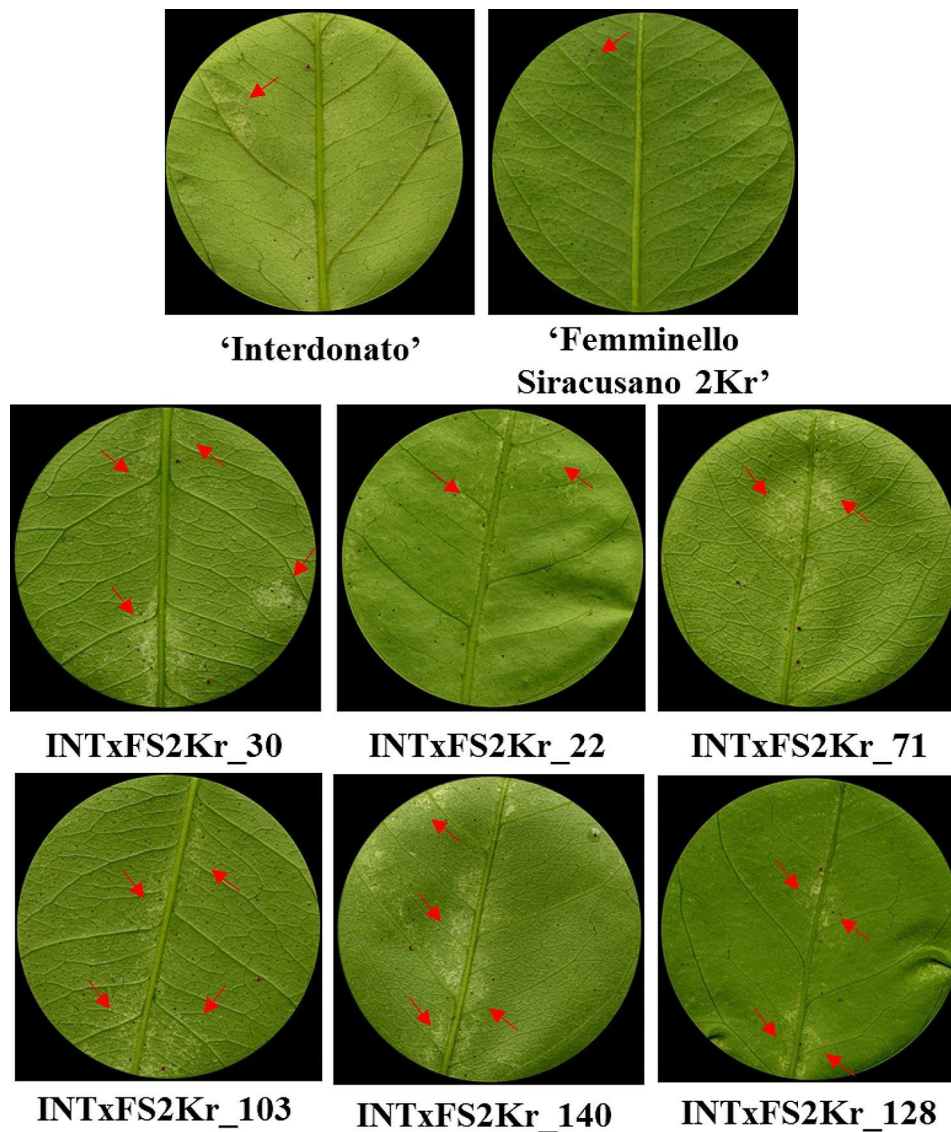 ‘Interdonato’
‘Femminello
Siracusano 2Kr’
INTxFS2Kr_30
INTxFS2Kr_22
INTxFS2Kr_71
INTxFS2Kr_103
INTxFS2Kr_140
INTxFS2Kr_128